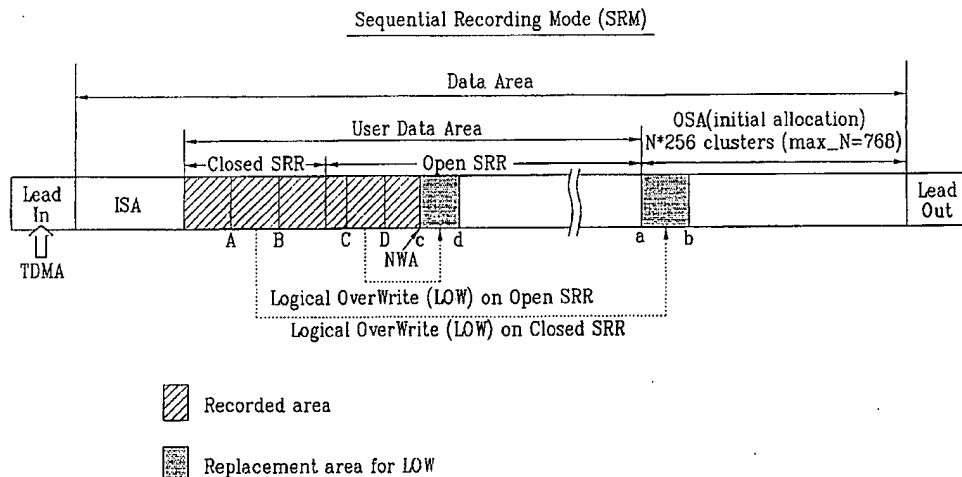 Sequential Recording Mode (SRM)
Data Area
OSA(initial allocation)
User Data Area
N*256 clusters (max_N=768)
Closed SRR
Open SRR
Lead In
ISA
Lead Out
A
B
C
D
c
d
a
b
NWA
TDMA
Logical OverWrite (LOW) on Open SRR
Logical OverWrite (LOW) on Closed SRR
Recorded area
Replacement area for LOW